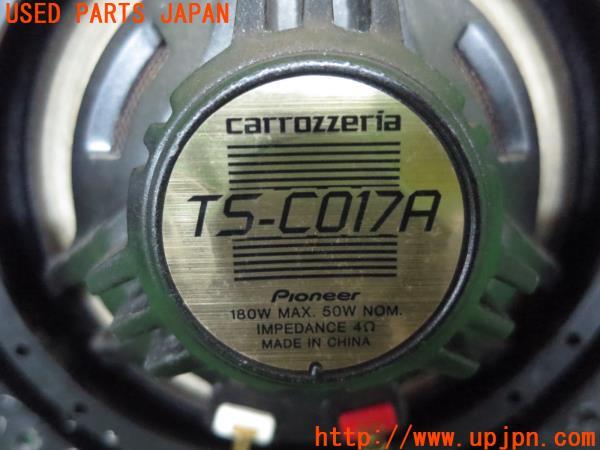 USED PARTS JAPAN
carrozzeria
TS-C017A
Pioneer
180W MAX. 50W NOM.
IMPEDANCE 4Ω
MADE IN CHINA
http://www.upjpn.com